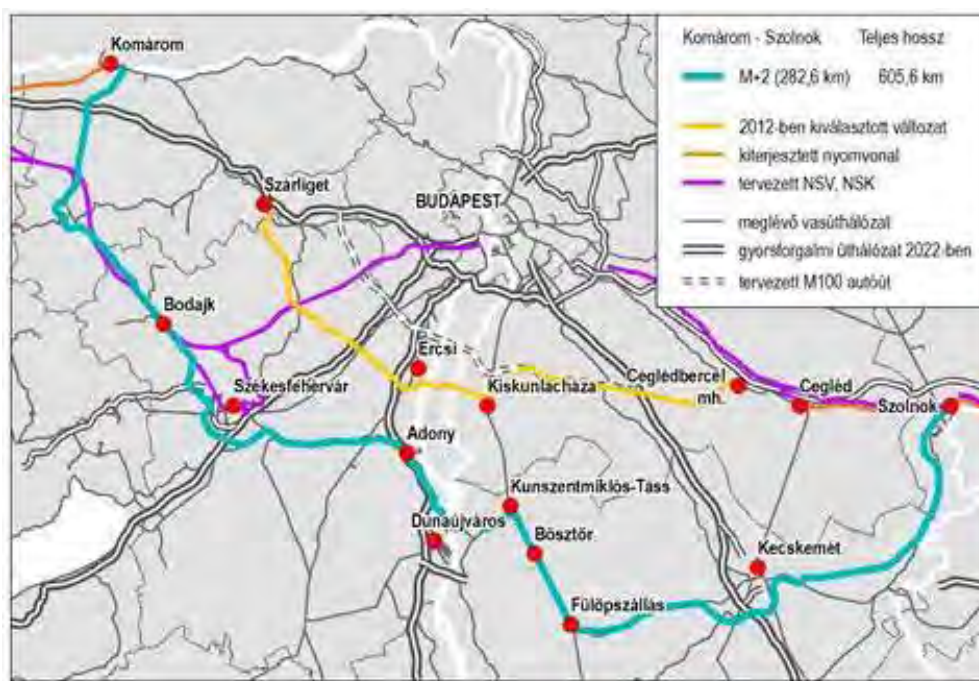 Komárom
Komárom - Szolnok Teljes hossz
M+2 (282,6 km) 605,6 km
2012-ben kiválasztott változat
kiterjesztett nyomvonal
tervezett NSV, NSK
meglévő vasúthálózat
gyorsforgalmi úthálózat 2022-ben
tervezett M100 autóút
Szárliget
BUDAPEST
Bodajk
Ercsi
Székesfehérvár
Kiskunlacháza
Ceglédbercel
mh.
Cegléd
Szolnok
Adony
Kunszentmiklós-Tass
Dunaújváros
Bösztör
Kecskemét
Fülöpszállás